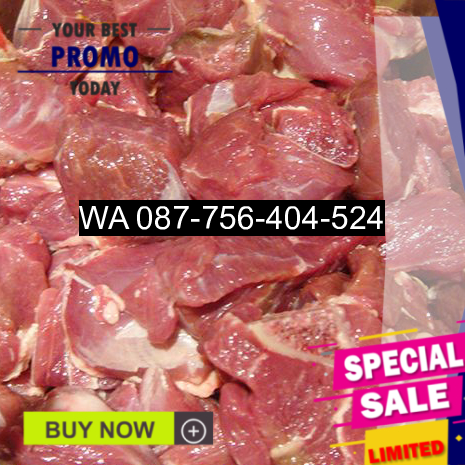 YOUR BEST
PROMO
TODAY
WA 087-756-404-524
SPECIAL
SALE
BUY NOW
LIMITED